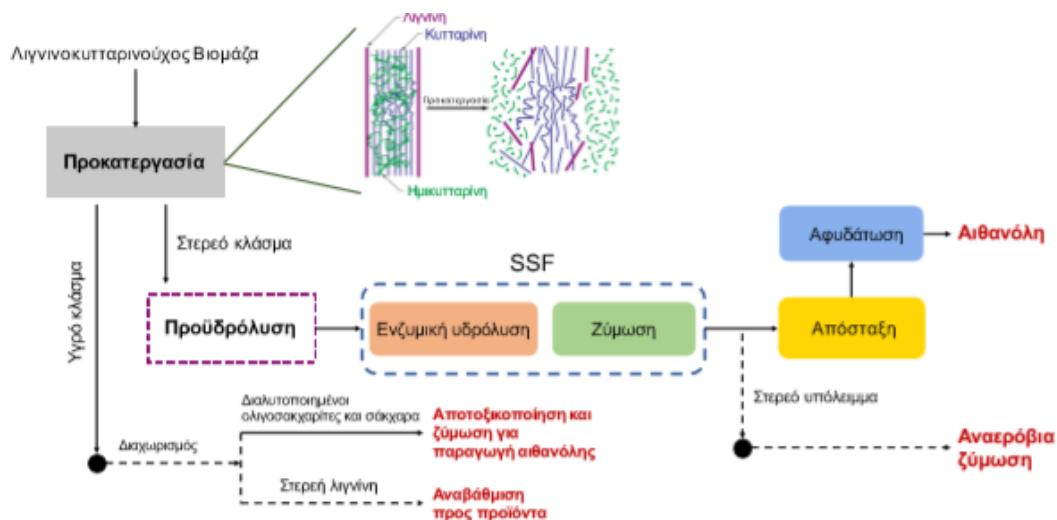 Λιγνινοκυτταρινούχος Βιομάζα
Λιγνίνη
Κυτταρίνη
Προκατεργασία
Ημικυτταρίνη
Προκατεργασία
Στερεό κλάσμα
Υγρό κλάσμα
Προϋδρόλυση
SSF
Ενζυμική υδρόλυση
Ζύμωση
Αφυδάτωση
Αιθανόλη
Απόσταξη
Στερεό υπόλειμμα
Αναερόβια
ζύμωση
Διαχωρισμός
Διαλυτοποιημένοι
ολιγοσακχαρίτες και σάκχαρα
Αποτοξικοποίηση και
ζύμωση για
παραγωγή αιθανόλης
Στερεή λιγνίνη
Αναβάθμιση
προς προϊόντα